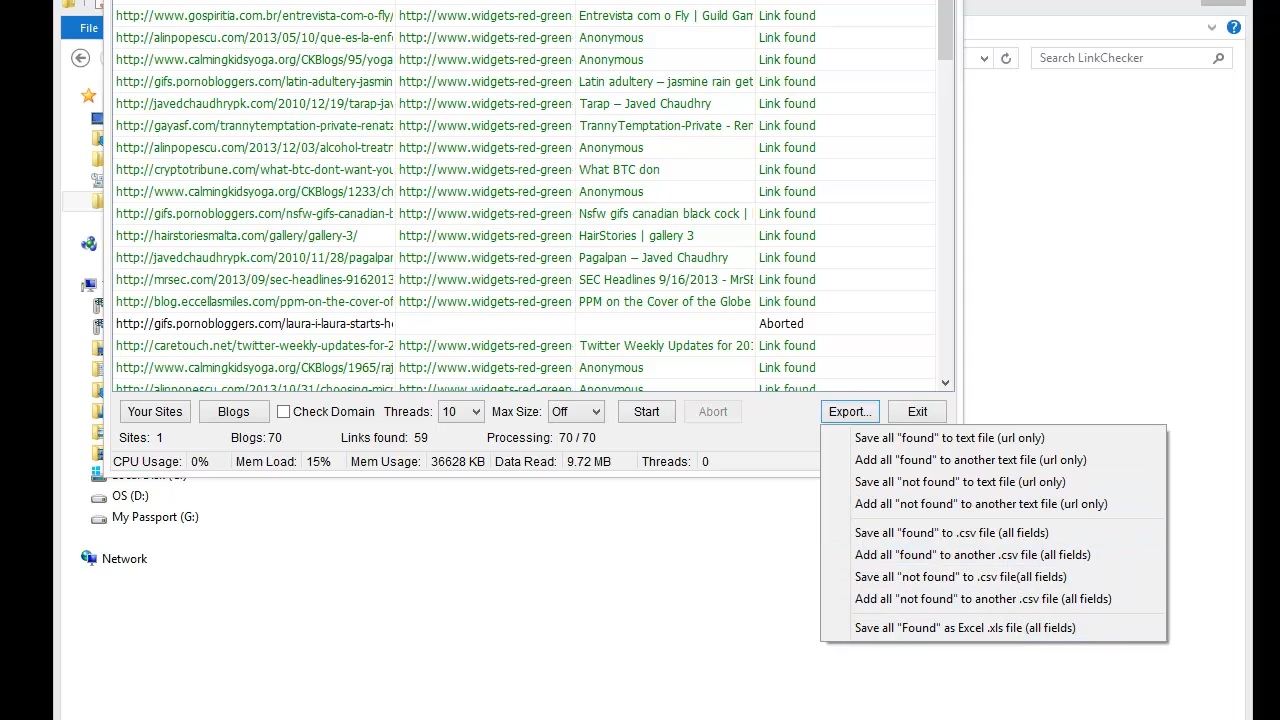 http://www.gospiritia.com.br/entrevista-com-o-fly/ http://www.widgets-red-green Entrevista com o Fly | Guild Gam Link found
File
http://alinpopescu.com/2013/05/10/que-es-la-enf http://www.widgets-red-green Anonymous Link found
http://www.calmingkidsyoga.org/CKBlogs/95/yoga http://www.widgets-red-green Anonymous Link found
Search LinkChecker
http://gifs.pornobloggers.com/latin-adultery-jasmin http://www.widgets-red-green Latin adultery – jasmine rain get Link found
http://javedchaudhrypk.com/2010/12/19/tarap-jav http://www.widgets-red-green Tarap – Javed Chaudhry Link found
http://gayasf.com/trannytemptation-private-renata http://www.widgets-red-green TrannyTemptation-Private - Ren Link found
http://alinpopescu.com/2013/12/03/alcohol-treatr http://www.widgets-red-green Anonymous Link found
http://cryptotribune.com/what-btc-dont-want-you http://www.widgets-red-green What BTC don Link found
http://www.calmingkidsyoga.org/CKBlogs/1233/ch http://www.widgets-red-green Anonymous Link found
http://gifs.pornobloggers.com/nsfw-gifs-canadian-b http://www.widgets-red-green Nsfw gifs canadian black cock | Link found
http://hairstoriesmalta.com/gallery/gallery-3/ http://www.widgets-red-green HairStories | gallery 3 Link found
http://javedchaudhrypk.com/2010/11/28/pagalpar http://www.widgets-red-green Pagalpan – Javed Chaudhry Link found
http://mrsec.com/2013/09/sec-headlines-9162013 http://www.widgets-red-green SEC Headlines 9/16/2013 - MrSE Link found
http://blog.eccellasmiles.com/ppm-on-the-cover-of http://www.widgets-red-green PPM on the Cover of the Globe Link found
http://gifs.pornobloggers.com/laura-i-laura-starts-he Aborted
http://caretouch.net/twitter-weekly-updates-for-2 http://www.widgets-red-green Twitter Weekly Updates for 201 Link found
http://www.calmingkidsyoga.org/CKBlogs/1965/raj http://www.widgets-red-green Anonymous Link found
http://alinpopescu.com/2013/10/31/choosing-micr http://www.widgets-red-green Anonymous Link found
Your Sites Blogs Check Domain Threads: 10 Max Size: Off Start Abort Export... Exit
Sites: 1 Blogs: 70 Links found: 59 Processing: 70 / 70
CPU Usage: 0% Mem Load: 15% Mem Usage: 36628 KB Data Read: 9.72 MB Threads: 0
Save all "found" to text file (url only)
Add all "found" to another text file (url only)
Save all "not found" to text file (url only)
Add all "not found" to another text file (url only)
Save all "found" to .csv file (all fields)
Add all "found" to another .csv file (all fields)
Save all "not found" to .csv file(all fields)
Add all "not found" to another .csv file (all fields)
Save all "Found" as Excel .xls file (all fields)
OS (D:)
My Passport (G:)
Network